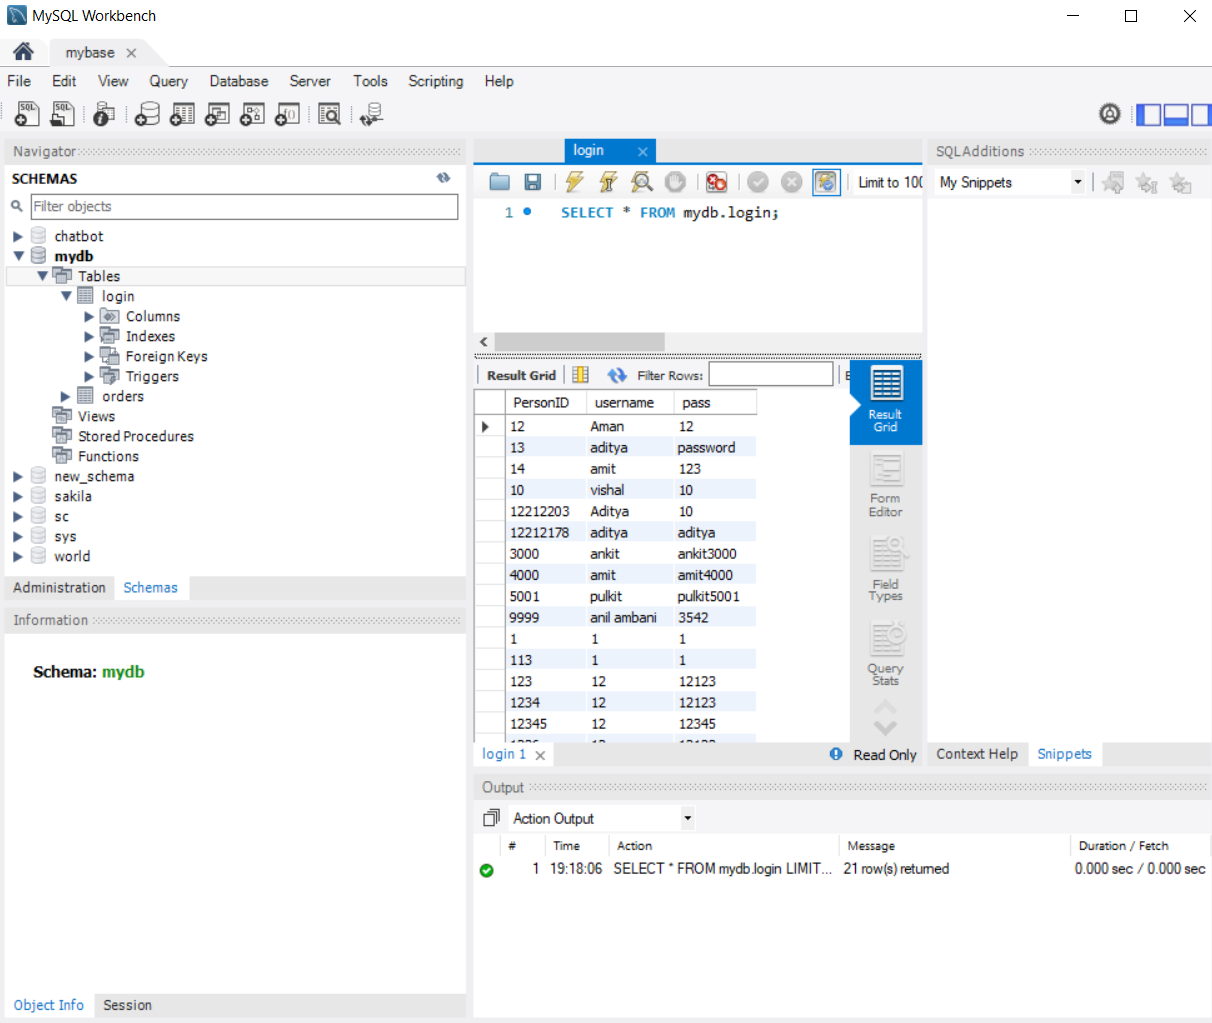 MySQL Workbench
mybase
File Edit View Query Database Server Tools Scripting Help
Navigator
SCHEMAS
Filter objects
chatbot
mydb
Tables
login
Columns
Indexes
Foreign Keys
Triggers
orders
Views
Stored Procedures
Functions
new_schema
sakila
sc
sys
world
Administration Schemas
Information
Schema: mydb
Object Info Session
login
Limit to 100
1 SELECT * FROM mydb.login;
Result Grid Filter Rows:
PersonID username pass
12 Aman 12
13 aditya password
14 amit 123
10 vishal 10
12212203 Aditya 10
12212178 aditya aditya
3000 ankit ankit3000
4000 amit amit4000
5001 pulkit pulkit5001
9999 anil ambani 3542
1 1 1
113 1 1
123 12 12123
1234 12 12123
12345 12 12345
Result
Grid
Form
Editor
Field
Types
Query
Stats
login 1
Read Only
SQLAdditions
My Snippets
Context Help Snippets
Output
Action Output
# Time Action Message Duration / Fetch
1 19:18:06 SELECT * FROM mydb.login LIMIT... 21 row(s) returned 0.000 sec / 0.000 sec